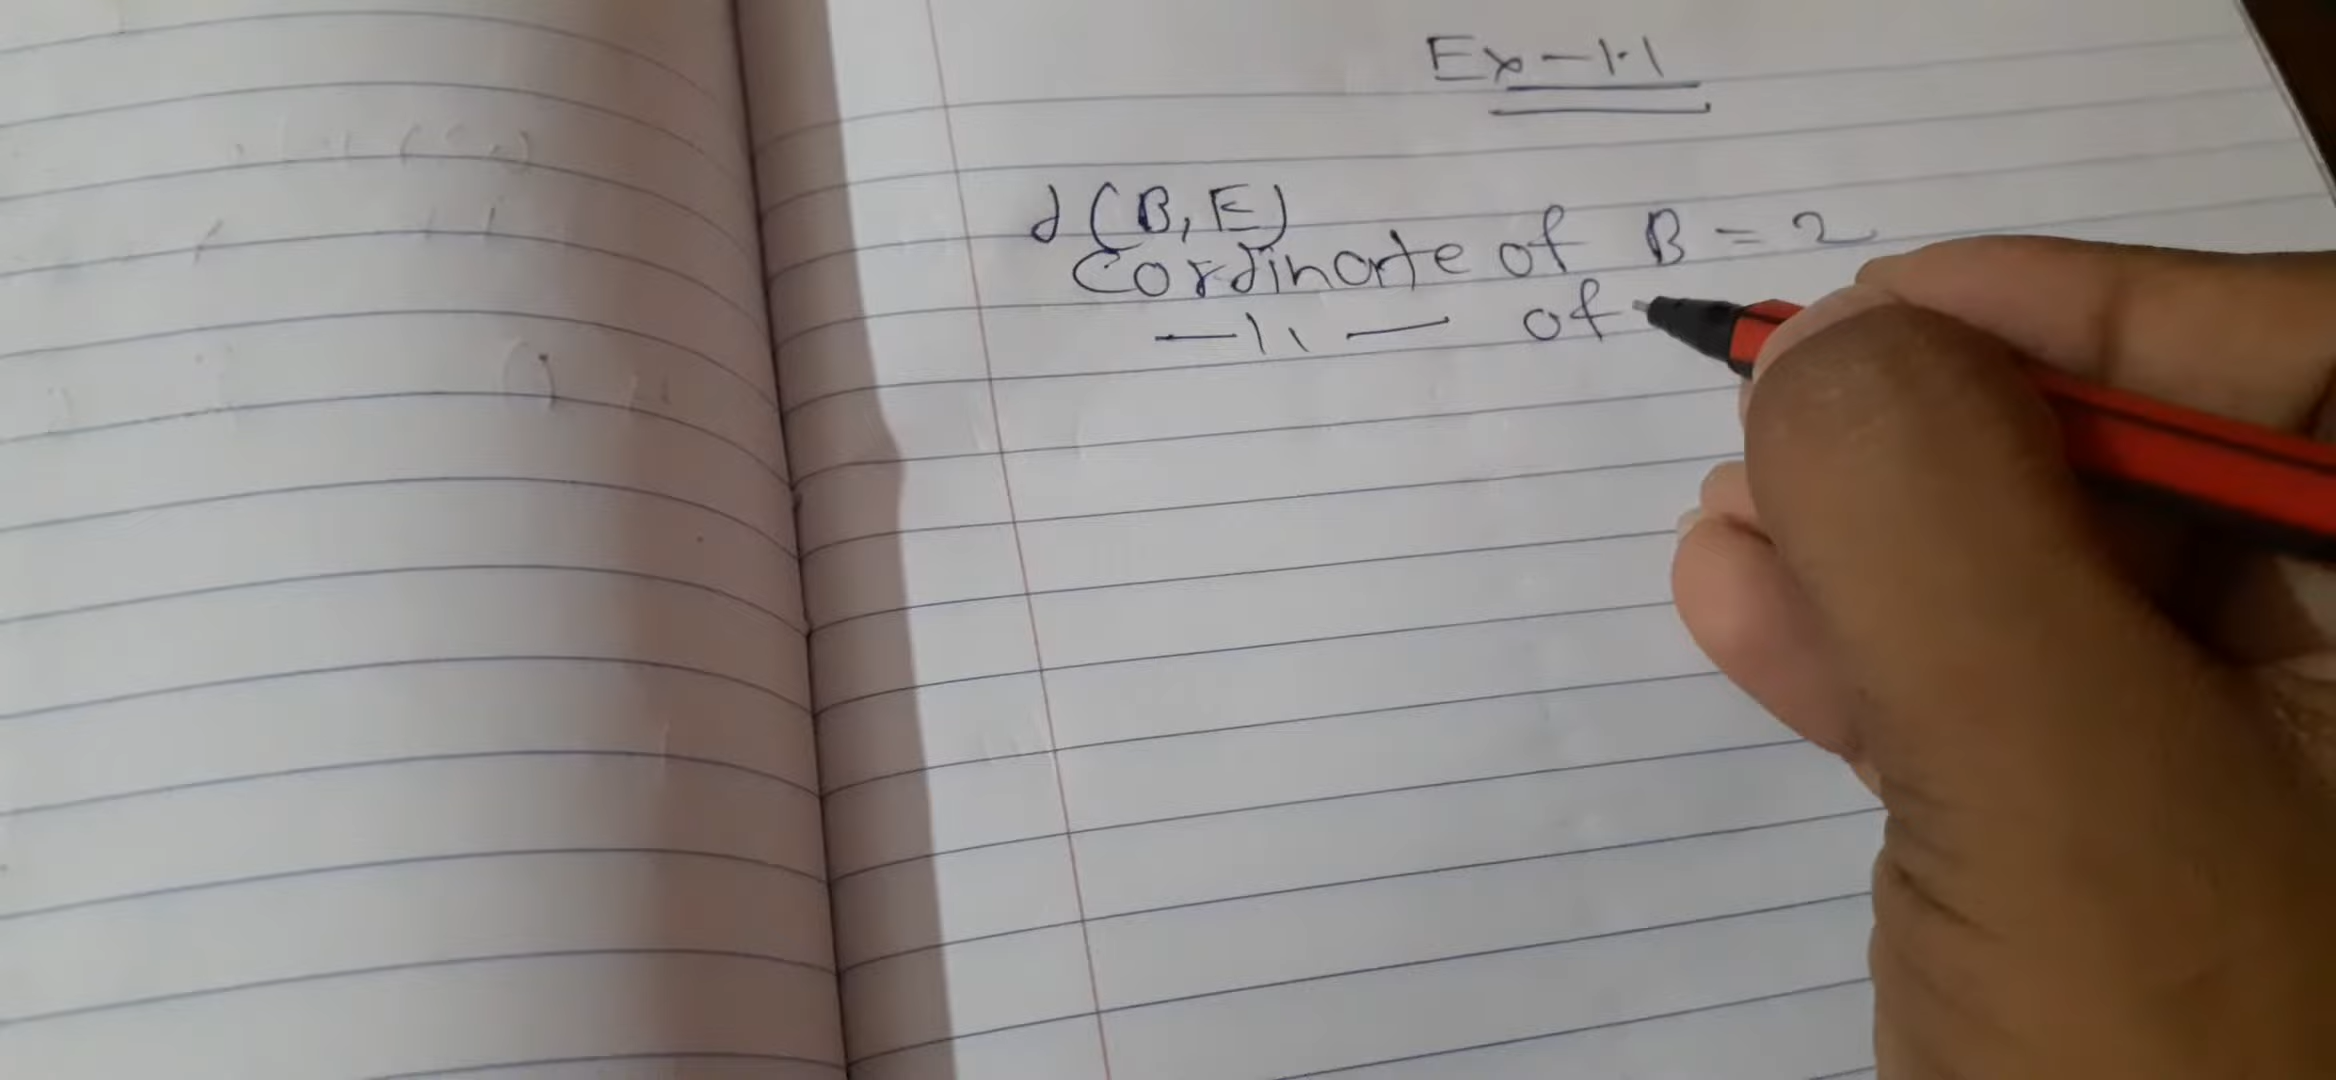 Ex-1.1
d(B,E)
Cordinate of B = 2
—11— of